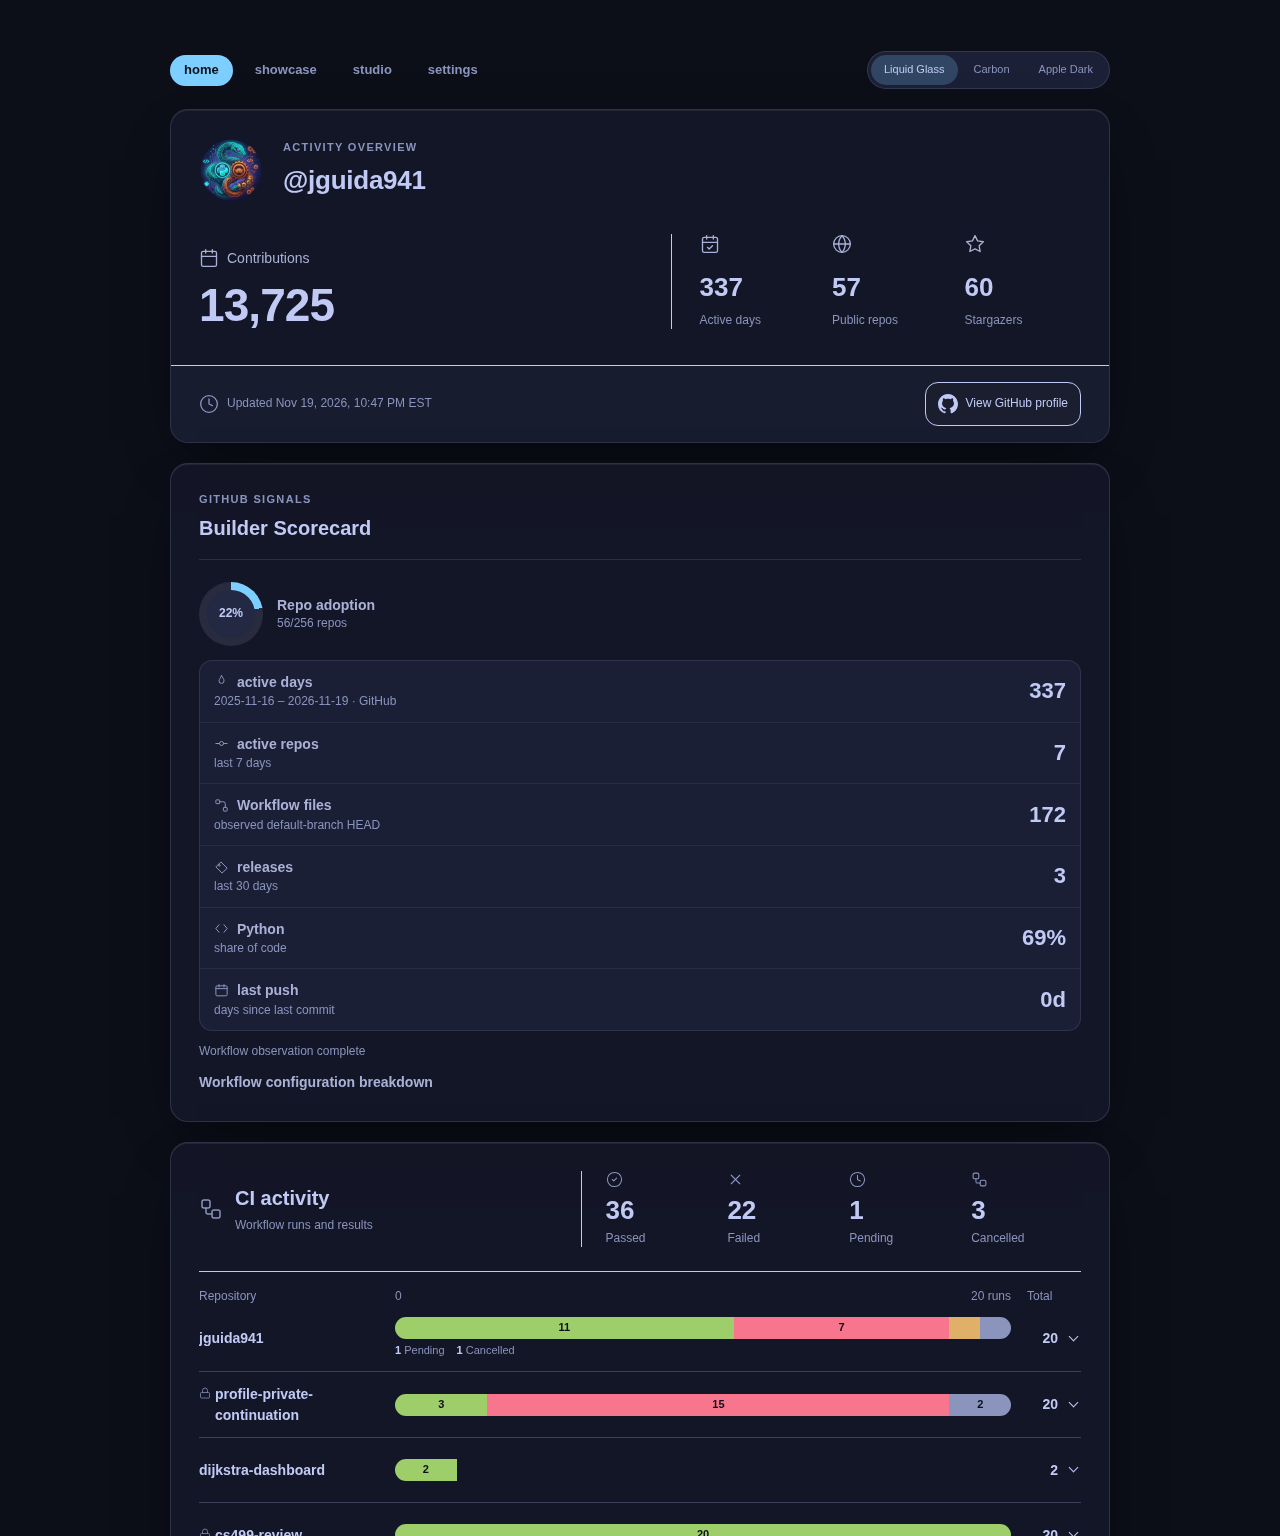 home showcase studio settings
Liquid Glass Carbon Apple Dark
ACTIVITY OVERVIEW
@jguida941
Contributions
13,725
337
Active days
57
Public repos
60
Stargazers
Updated Nov 19, 2026, 10:47 PM EST
View GitHub profile
GITHUB SIGNALS
Builder Scorecard
22%
Repo adoption
56/256 repos
active days
2025-11-16 – 2026-11-19 · GitHub
337
active repos
last 7 days
7
Workflow files
observed default-branch HEAD
172
releases
last 30 days
3
Python
share of code
69%
last push
days since last commit
0d
Workflow observation complete
Workflow configuration breakdown
CI activity
Workflow runs and results
36
Passed
22
Failed
1
Pending
3
Cancelled
Repository 0 20 runs Total
jguida941 11 7 20
1 Pending 1 Cancelled
profile-private-
continuation
3 15 2 20
dijkstra-dashboard 2 2
cs499-review 20 20